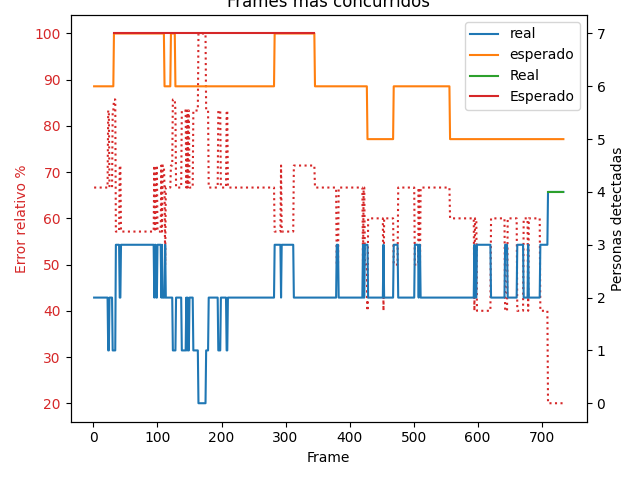 Frames más concurridos
real
esperado
Real
Esperado
Error relativo %
100
90
80
70
60
50
40
30
20
7
6
5
4
3
2
1
0
Personas detectadas
0 100 200 300 400 500 600 700
Frame